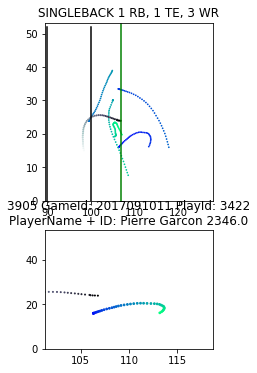 SINGLEBACK 1 RB, 1 TE, 3 WR
50
40
30
20
10
0
90 100 110 120
3905 GameId: 2017091011 PlayId: 3422
PlayerName + ID: Pierre Garcon 2346.0
40
20
0
105 110 115